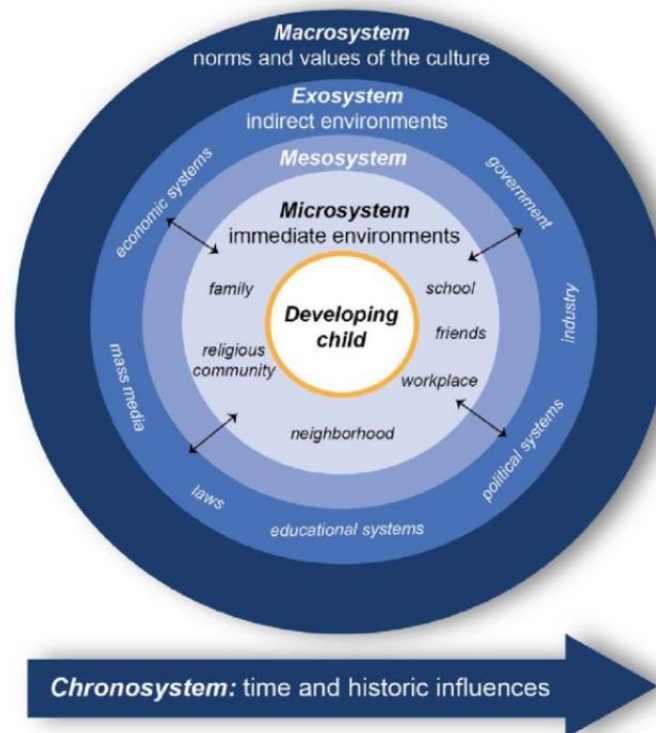 Macrosystem
norms and values of the culture
Exosystem
indirect environments
Mesosystem
Microsystem
immediate environments
economic systems
government
family
school
Developing
child
friends
industry
religious
community
mass media
workplace
neighborhood
political systems
laws
educational systems
Chronosystem: time and historic influences